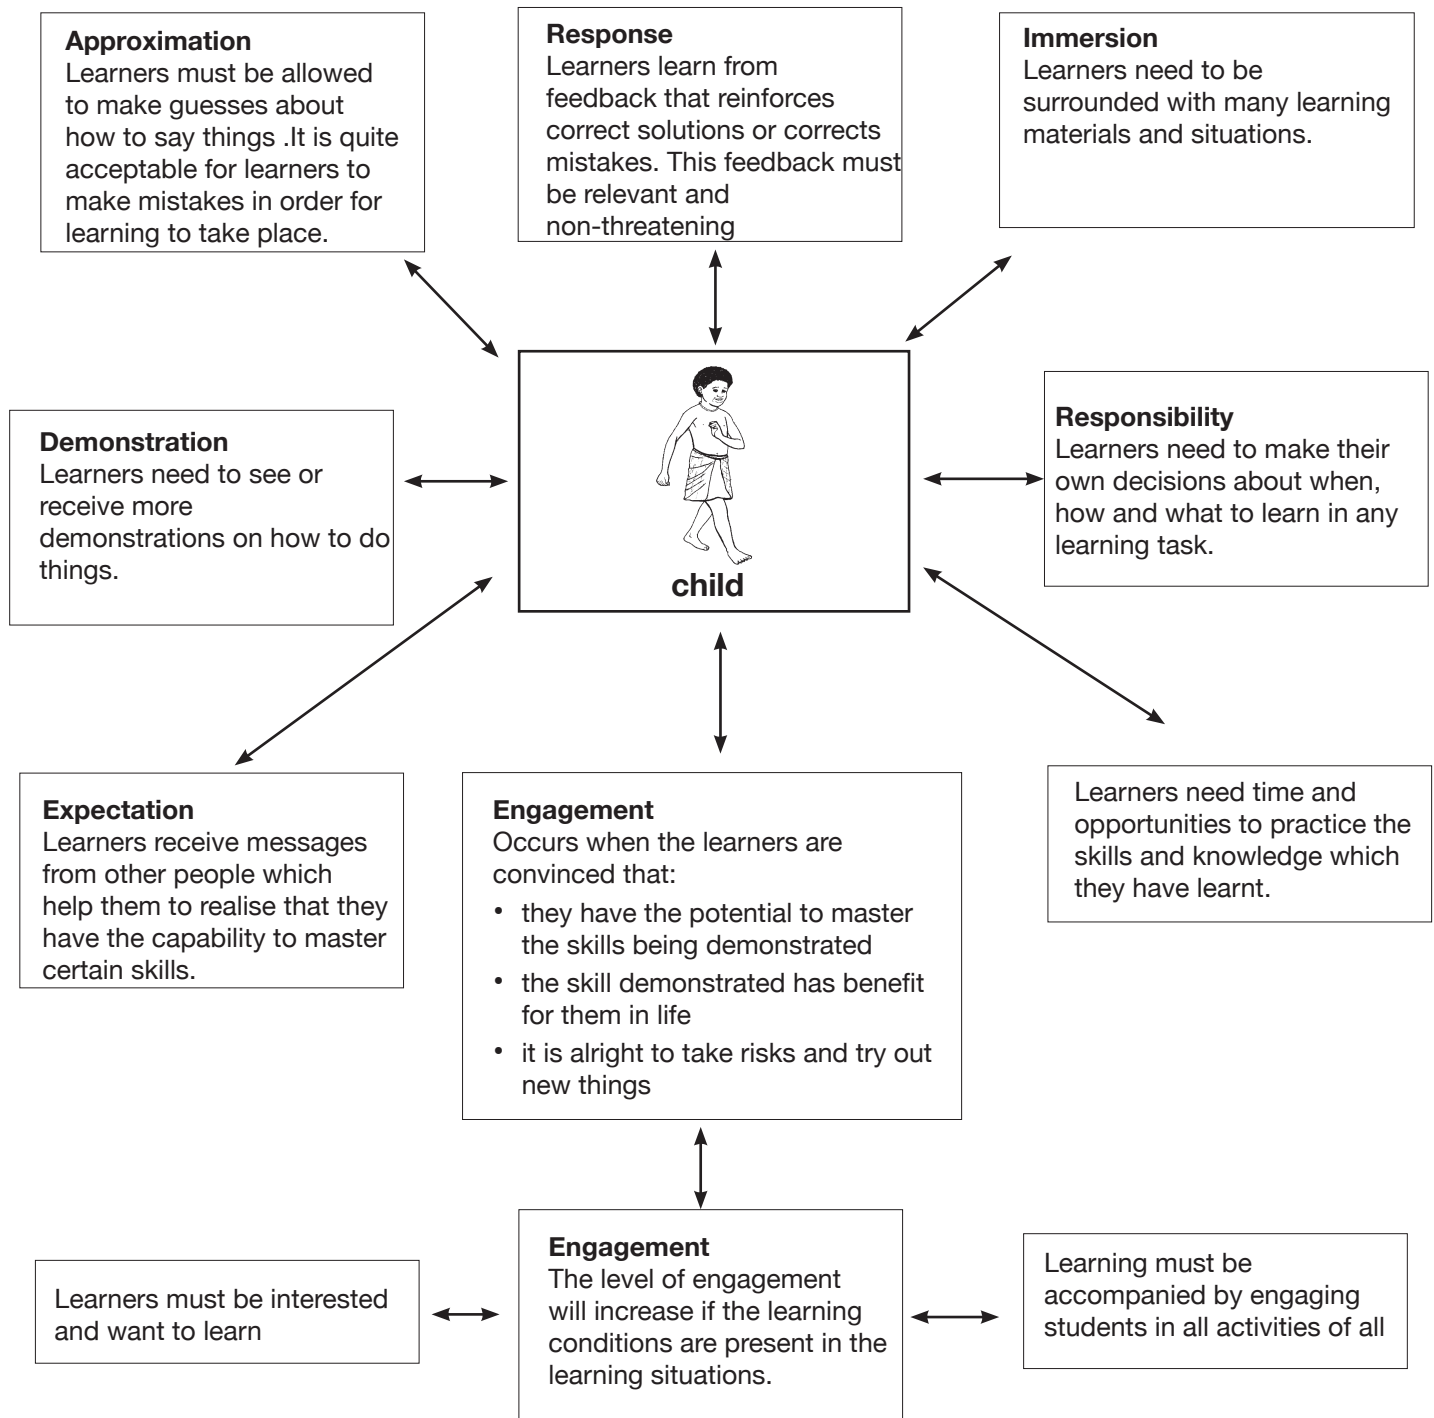 Approximation
Learners must be allowed
to make guesses about
how to say things .It is quite
acceptable for learners to
make mistakes in order for
learning to take place.
Response
Learners learn from
feedback that reinforces
correct solutions or corrects
mistakes. This feedback must
be relevant and
non-threatening
Immersion
Learners need to be
surrounded with many learning
materials and situations.
Demonstration
Learners need to see or
receive more
demonstrations on how to do
things.
child
Responsibility
Learners need to make their
own decisions about when,
how and what to learn in any
learning task.
Expectation
Learners receive messages
from other people which
help them to realise that they
have the capability to master
certain skills.
Engagement
Occurs when the learners are
convinced that:
• they have the potential to master
the skills being demonstrated
• the skill demonstrated has benefit
for them in life
• it is alright to take risks and try out
new things
Learners need time and
opportunities to practice the
skills and knowledge which
they have learnt.
Learners must be interested
and want to learn
Engagement
The level of engagement
will increase if the learning
conditions are present in the
learning situations.
Learning must be
accompanied by engaging
students in all activities of all